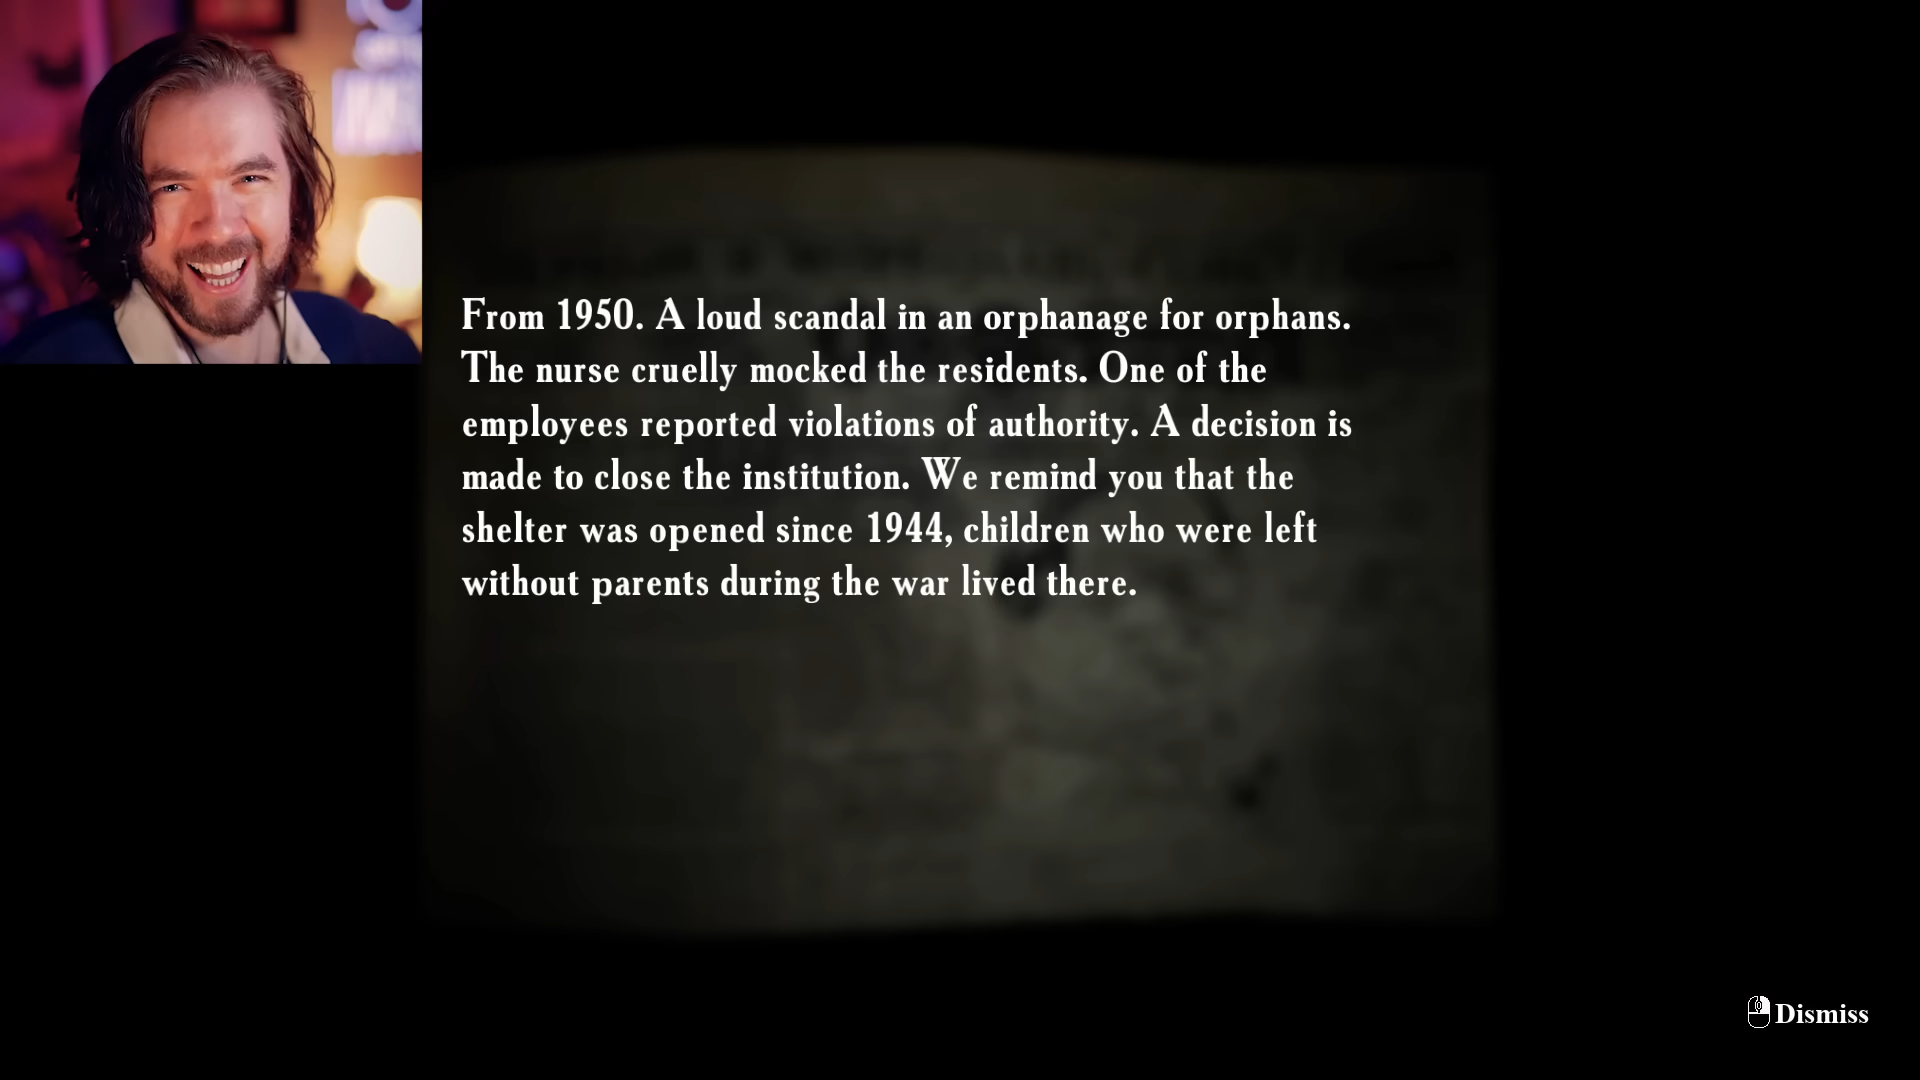 From 1950. A loud scandal in an orphanage for orphans.
The nurse cruelly mocked the residents. One of the
employees reported violations of authority. A decision is
made to close the institution. We remind you that the
shelter was opened since 1944, children who were left
without parents during the war lived there.
Dismiss